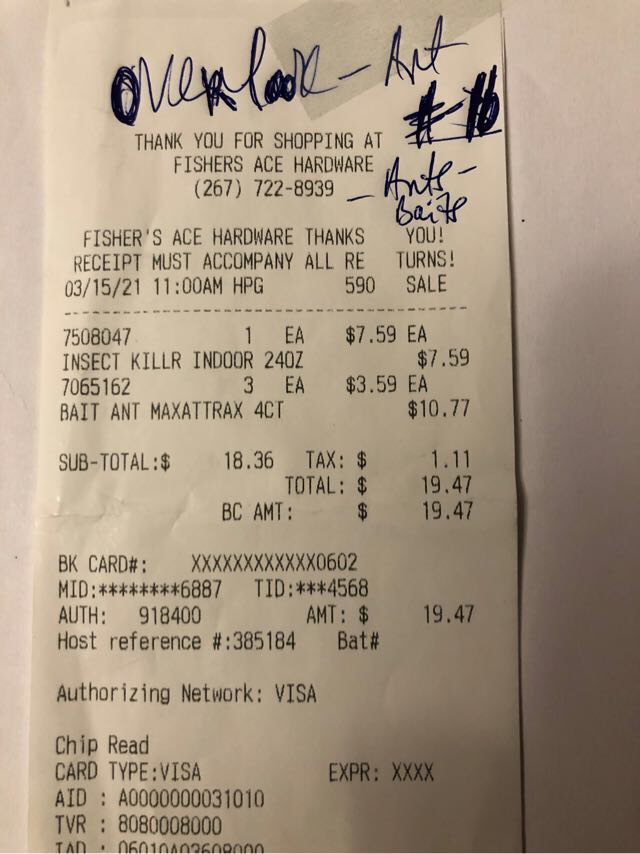 Overlook - Art
#-16
THANK YOU FOR SHOPPING AT
FISHERS ACE HARDWARE
(267) 722-8939
- Ants -
Baits
FISHER'S ACE HARDWARE THANKS YOU!
RECEIPT MUST ACCOMPANY ALL RE TURNS!
03/15/21 11:00AM HPG 590 SALE
----------------------------------------
7508047 1 EA $7.59 EA
INSECT KILLR INDOOR 24OZ $7.59
7065162 3 EA $3.59 EA
BAIT ANT MAXATTRAX 4CT $10.77
SUB-TOTAL:$ 18.36 TAX: $ 1.11
TOTAL: $ 19.47
BC AMT: $ 19.47
BK CARD#: XXXXXXXXXXXX0602
MID:********6887 TID:***4568
AUTH: 918400 AMT: $ 19.47
Host reference #:385184 Bat#
Authorizing Network: VISA
Chip Read
CARD TYPE:VISA EXPR: XXXX
AID : A0000000031010
TVR : 8080008000
IAD : 06010A03608000